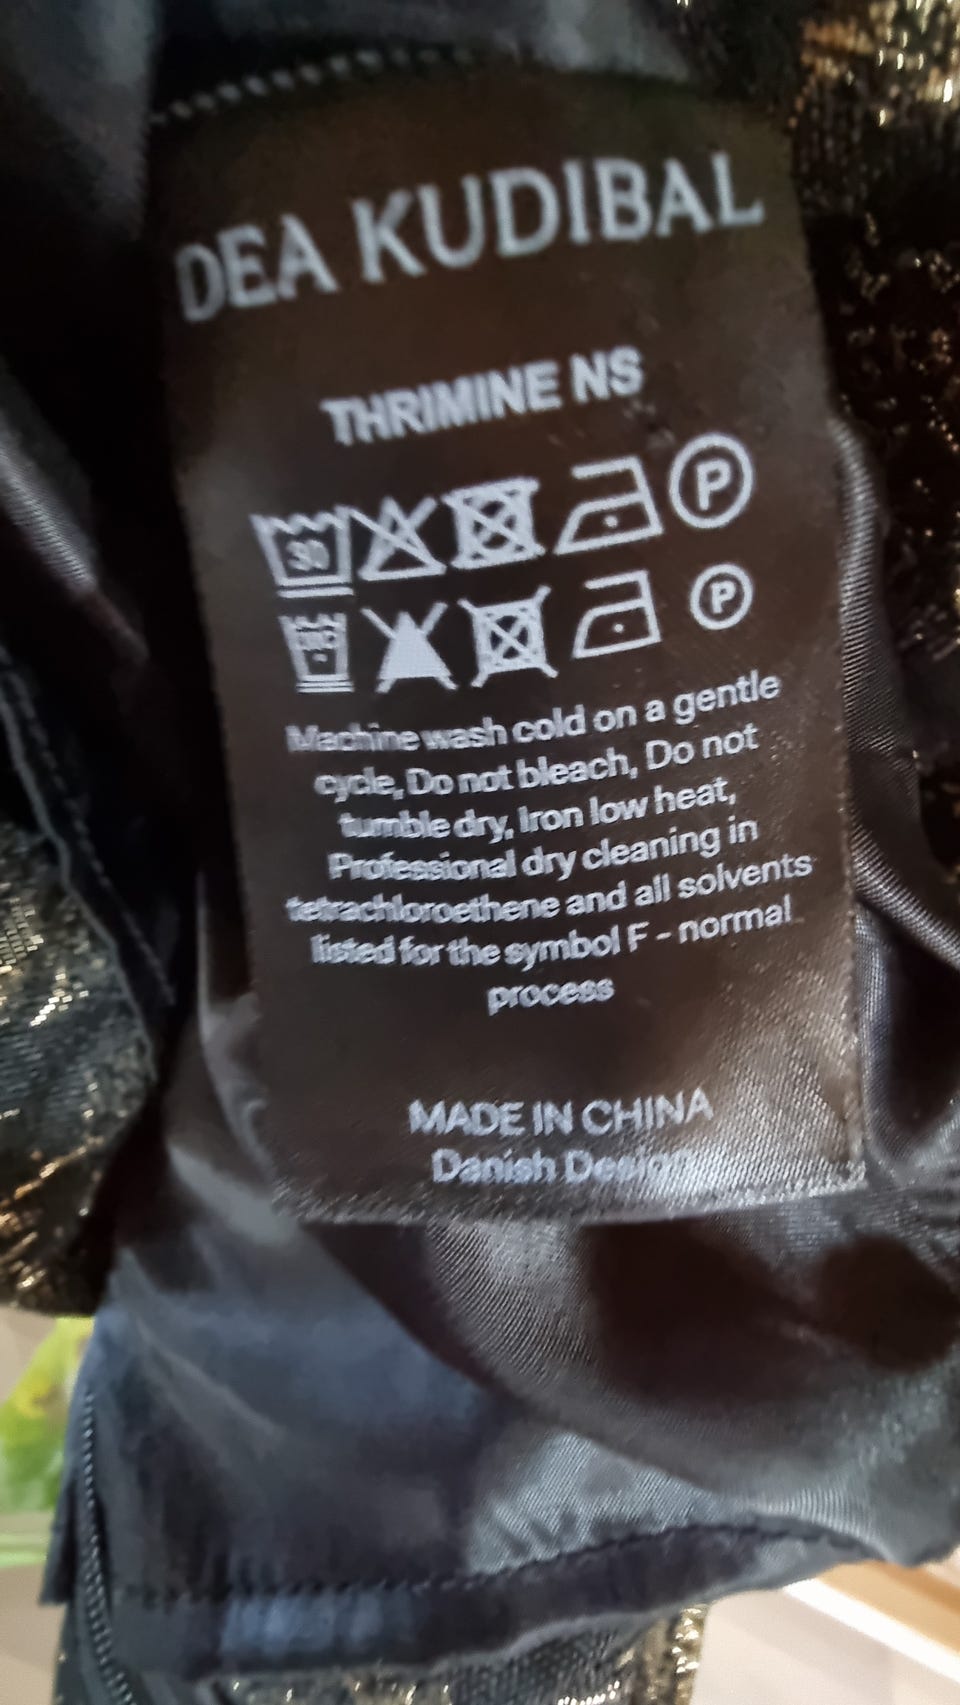 DEA KUDIBAL
THRIMINE NS
30 P
P
Machine wash cold on a gentle
cycle, Do not bleach, Do not
tumble dry, Iron low heat,
Professional dry cleaning in
tetrachloroethene and all solvents
listed for the symbol F - normal
process
MADE IN CHINA
Danish Design